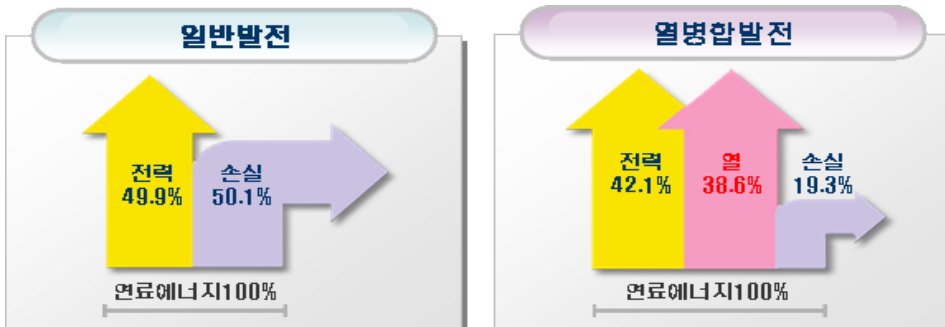 일반발전
전력
49.9%
손실
50.1%
연료에너지100%
열병합발전
전력
42.1%
열
38.6%
손실
19.3%
연료에너지100%